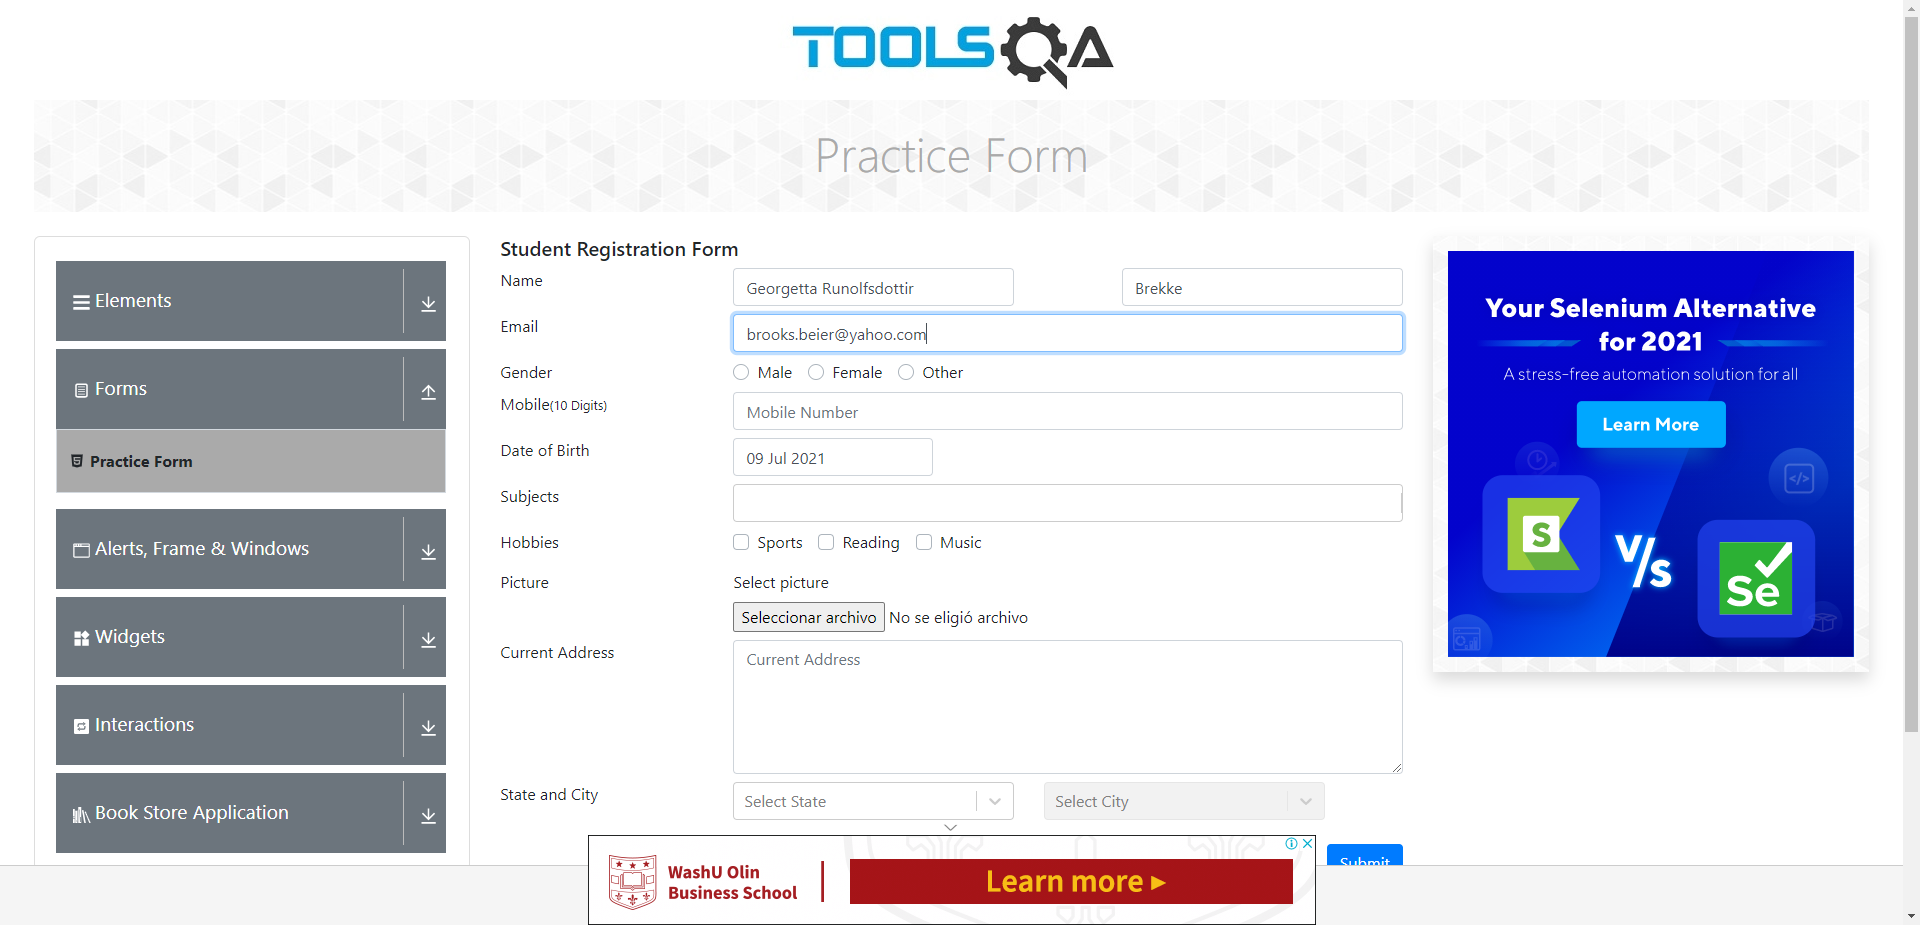 TOOLSQA
Practice Form
Elements
Forms
Practice Form
Alerts, Frame & Windows
Widgets
Interactions
Book Store Application
Student Registration Form
Name
Georgetta Runolfsdottir
Brekke
Email
brooks.beier@yahoo.com
Gender
Male
Female
Other
Mobile(10 Digits)
Mobile Number
Date of Birth
09 Jul 2021
Subjects
Hobbies
Sports
Reading
Music
Picture
Select picture
Seleccionar archivo
No se eligió archivo
Current Address
Current Address
State and City
Select State
Select City
Submit
Your Selenium Alternative
for 2021
A stress-free automation solution for all
Learn More
S
V/s
Se
WashU Olin
Business School
Learn more ►